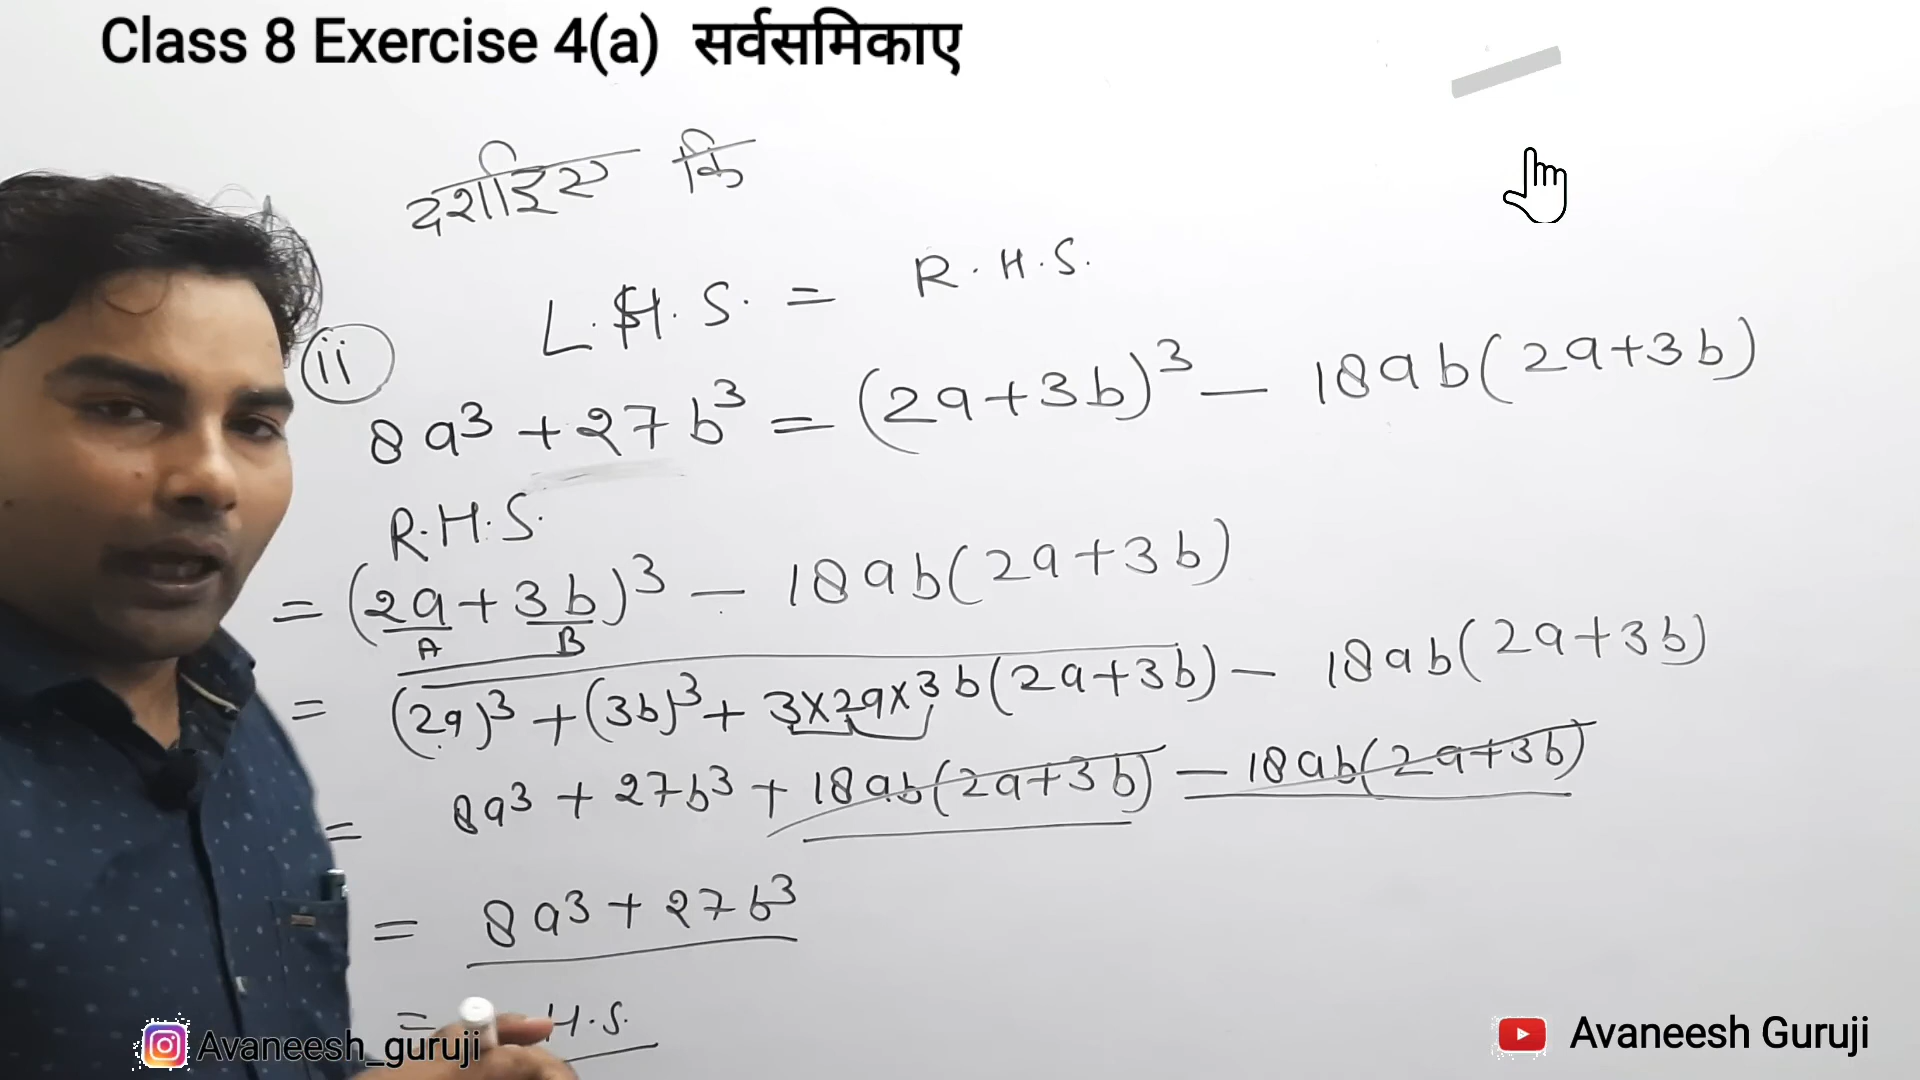 Class 8 Exercise 4(a) सर्वसमिकाए
दर्शाइए कि
L.H.S. = R.H.S.
ii
8a³ + 27b³ = (2a+3b)³ — 18ab(2a+3b)
R.H.S.
= (2a+3b)³ — 18ab(2a+3b)
A B
= (2a)³ + (3b)³ + 3×2a×3b(2a+3b) — 18ab(2a+3b)
= 8a³ + 27b³ + 18ab(2a+3b) — 18ab(2a+3b)
= 8a³ + 27b³
= H.S.
Avaneesh_guruji
Avaneesh Guruji